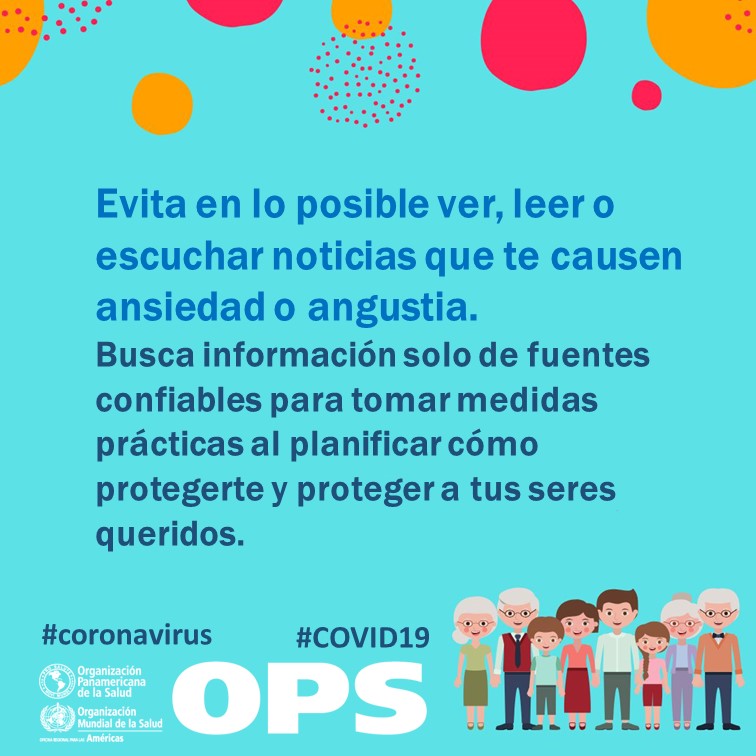 Evita en lo posible ver, leer o
escuchar noticias que te causen
ansiedad o angustia.
Busca información solo de fuentes
confiables para tomar medidas
prácticas al planificar cómo
protegerte y proteger a tus seres
queridos.
#coronavirus
#COVID19
Organización
Panamericana
de la Salud
Organización
Mundial de la Salud
OFICINA REGIONAL PARA LAS Américas
OPS